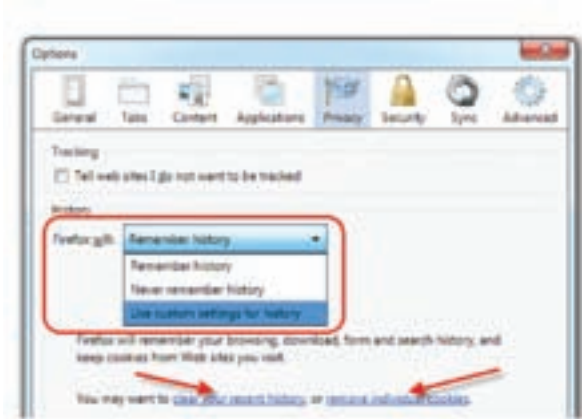 Options
General Tabs Content Applications Privacy Security Sync Advanced
Tracking
Tell web sites I do not want to be tracked
History
Firefox will: Remember history
Remember history
Never remember history
Use custom settings for history
Firefox will remember your browsing, download, form and search history, and
keep cookies from Web sites you visit.
You may want to clear your recent history, or remove individual cookies.